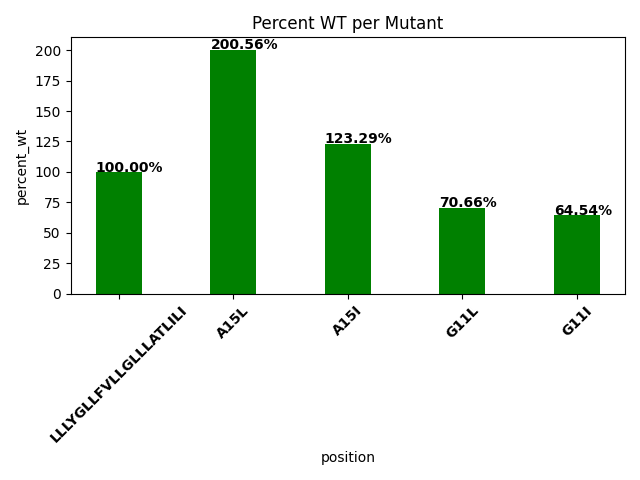 Percent WT per Mutant
percent_wt
200
175
150
125
100
75
50
25
0
100.00%
200.56%
123.29%
70.66%
64.54%
LLLYGLLFVLLGLLLATLILI
A15L
A15I
G11L
G11I
position